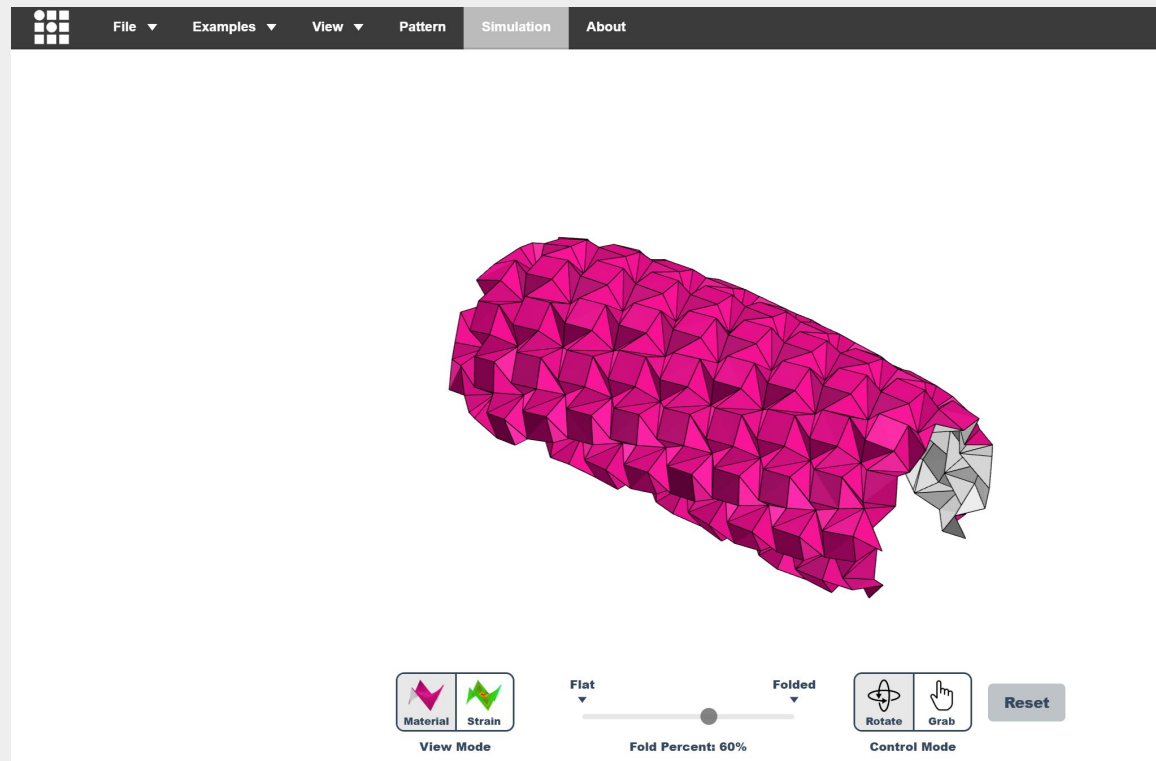 File ▼ Examples ▼ View ▼ Pattern Simulation About
Flat Folded
Material Strain Rotate Grab Reset
View Mode Fold Percent: 60% Control Mode